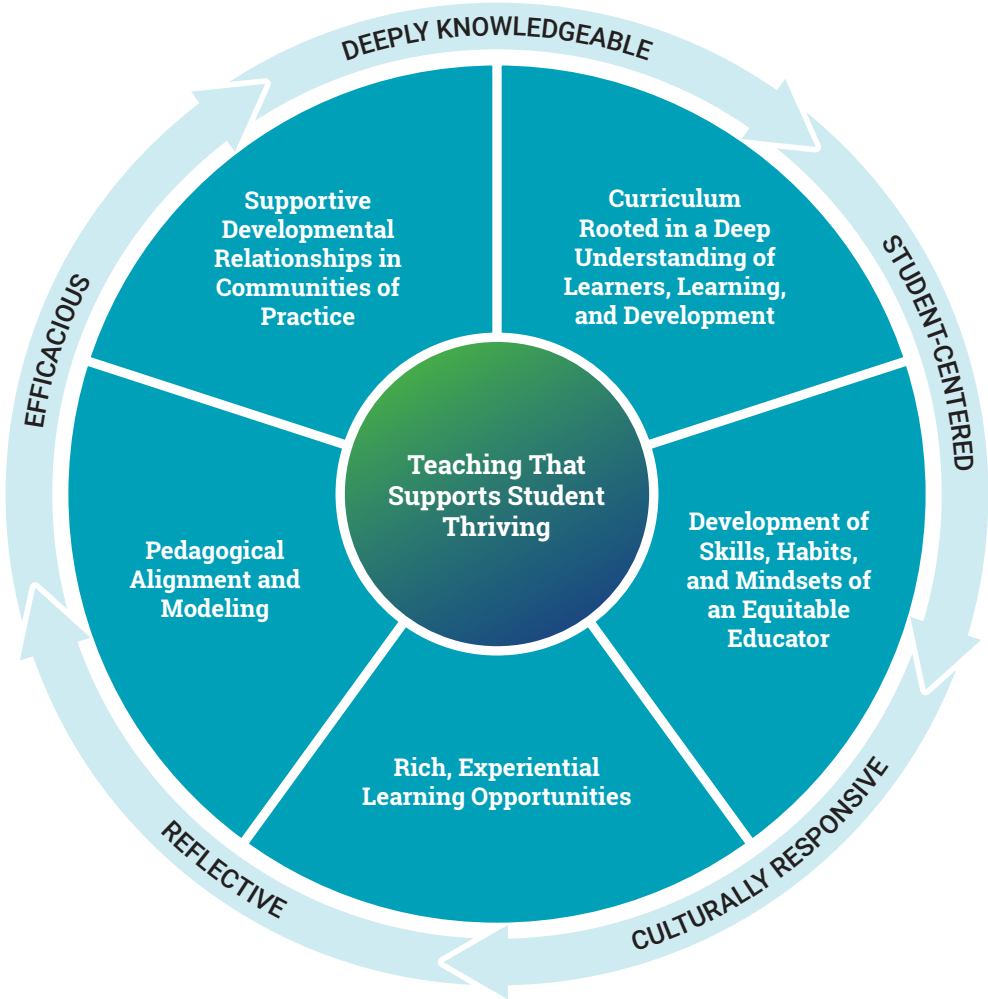 DEEPLY KNOWLEDGEABLE
STUDENT-CENTERED
CULTURALLY RESPONSIVE
REFLECTIVE
EFFICACIOUS
Supportive
Developmental
Relationships in
Communities of
Practice
Curriculum
Rooted in a Deep
Understanding of
Learners, Learning,
and Development
Teaching That
Supports Student
Thriving
Development of
Skills, Habits,
and Mindsets of
an Equitable
Educator
Pedagogical
Alignment and
Modeling
Rich, Experiential
Learning Opportunities